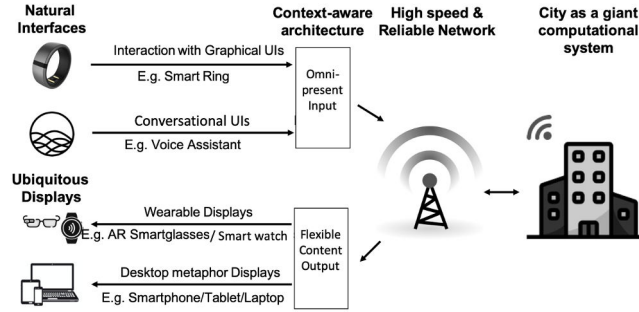 Natural
Interfaces
Context-aware
architecture
High speed &
Reliable Network
City as a giant
computational
system
Interaction with Graphical UIs
E.g. Smart Ring
Omni-
present
Input
Conversational UIs
E.g. Voice Assistant
Ubiquitous
Displays
Wearable Displays
E.g. AR Smartglasses/ Smart watch
Flexible
Content
Output
Desktop metaphor Displays
E.g. Smartphone/Tablet/Laptop